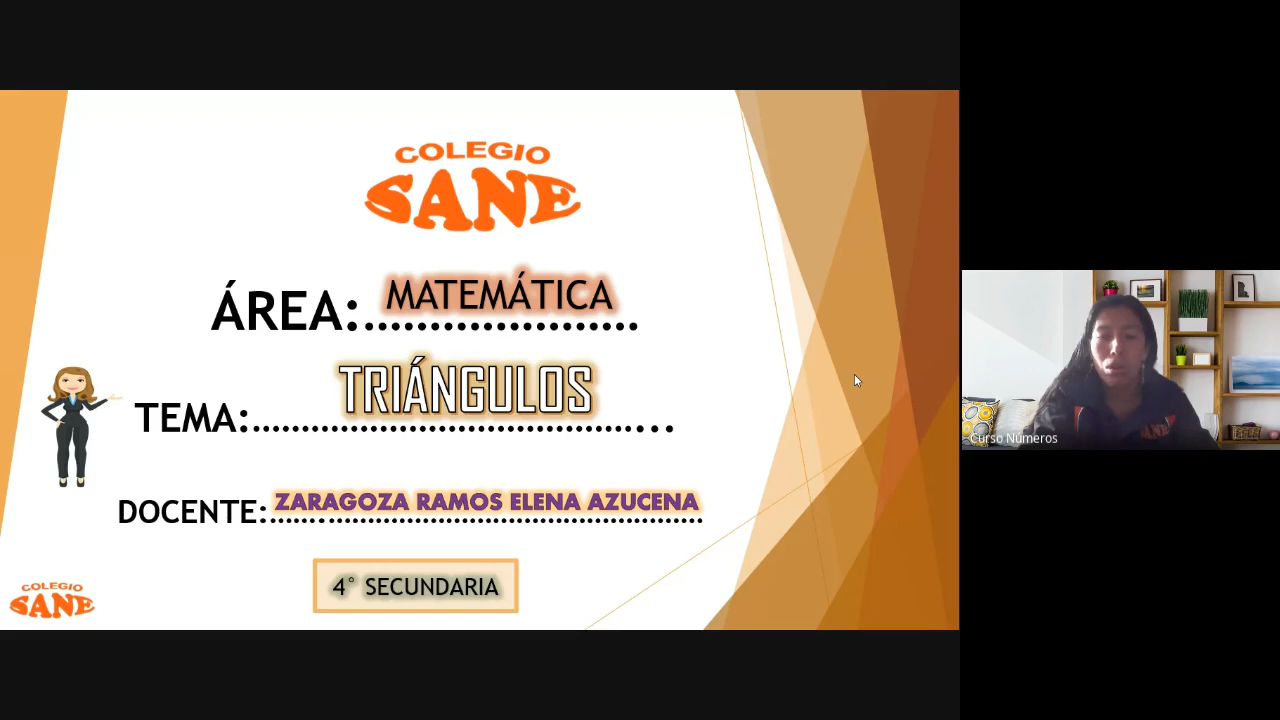 COLEGIO
SANE
ÁREA:.......................
MATEMÁTICA
TEMA:.........................................
TRIÁNGULOS
DOCENTE:.......................................................
ZARAGOZA RAMOS ELENA AZUCENA
4° SECUNDARIA
COLEGIO
SANE
Curso Números